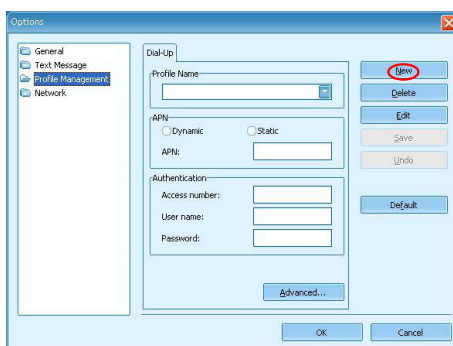 Options
General
Text Message
Profile Management
Network
Dial-Up
Profile Name
APN
Dynamic Static
APN:
Authentication
Access number:
User name:
Password:
Advanced...
New
Delete
Edit
Save
Undo
Default
OK Cancel